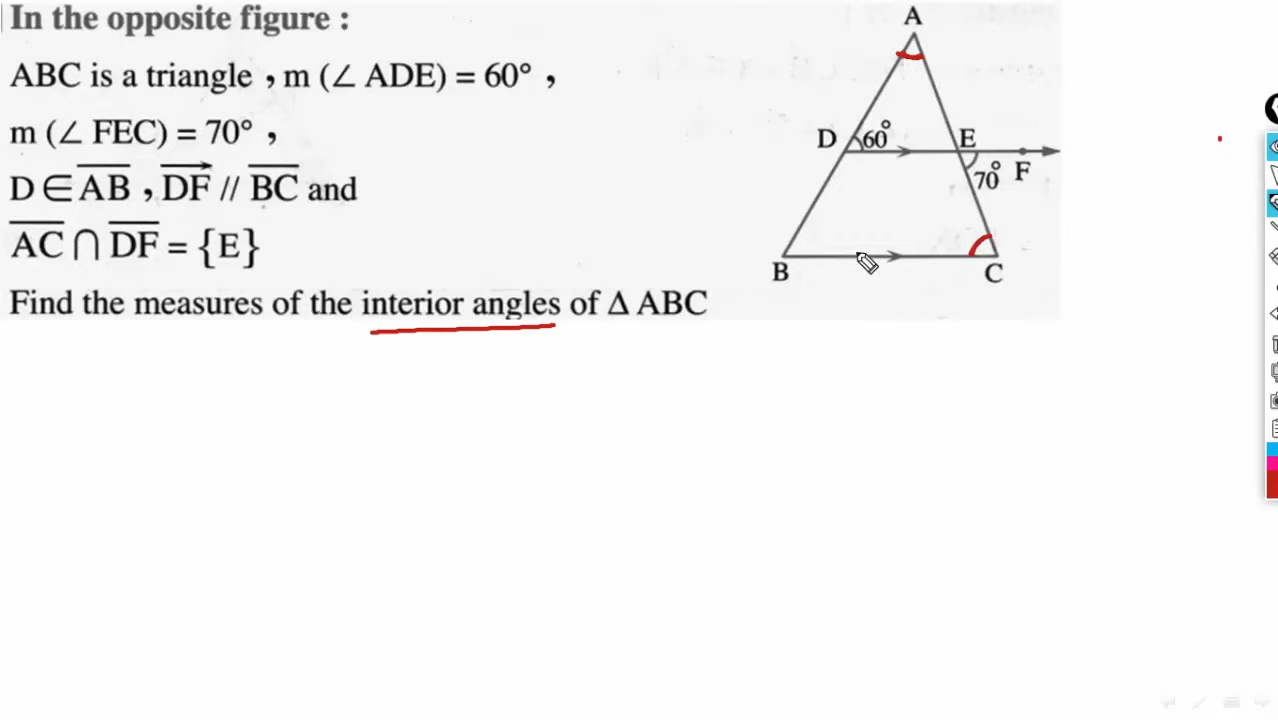 In the opposite figure :
ABC is a triangle , m (∠ ADE) = 60° ,
m (∠ FEC) = 70° ,
D ∈ AB , DF // BC and
AC ∩ DF = {E}
Find the measures of the interior angles of Δ ABC
A
D 60° E
70° F
B C